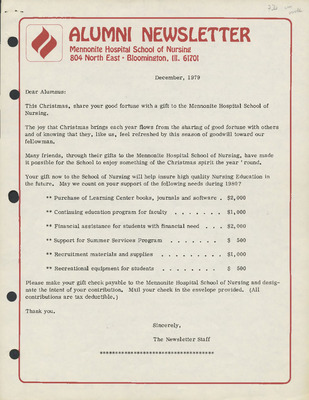 ALUMNI NEWSLETTER
Mennonite Hospital School of Nursing
804 North East • Bloomington, Ill. 61701
December, 1979
Dear Alumnus:
This Christmas, share your good fortune with a gift to the Mennonite Hospital School of
Nursing.
The joy that Christmas brings each year flows from the sharing of good fortune with others
and of knowing that they, like us, feel refreshed by this season of goodwill toward our
fellowman.
Many friends, through their gifts to the Mennonite Hospital School of Nursing, have made
it possible for the School to enjoy something of the Christmas spirit the year 'round.
Your gift now to the School of Nursing will help insure high quality Nursing Education in
the future. May we count on your support of the following needs during 1980?
** Purchase of Learning Center books, journals and software . $2,000
** Continuing education program for faculty . . . . . . . $1,000
** Financial assistance for students with financial need . . . $2,000
** Support for Summer Services Program . . . . . . . $ 500
** Recruitment materials and supplies . . . . . . . . . $1,000
** Recreational equipment for students . . . . . . . . $ 500
Please make your gift check payable to the Mennonite Hospital School of Nursing and desig-
nate the intent of your contribution. Mail your check in the envelope provided. (All
contributions are tax deductible.)
Thank you.
Sincerely,
The Newsletter Staff
**************************************